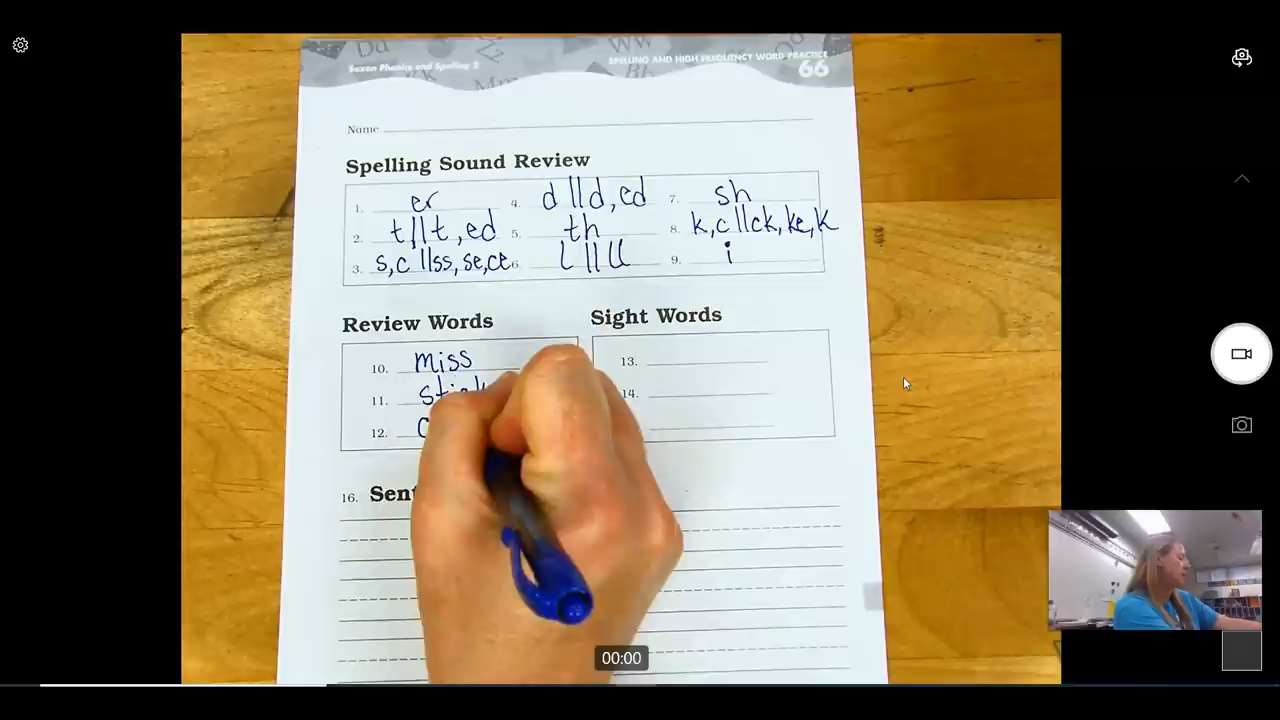 Saxon Phonics and Spelling 2
SPELLING AND HIGH FREQUENCY WORD PRACTICE
66
Name
Spelling Sound Review
1. er
2. t||t, ed
3. s,c ||ss, se,ce
4. d||d, ed
5. th
6. l || ll
7. sh
8. k,c ||ck, ke, k
9. i
Review Words
10. miss
11.
12.
Sight Words
13.
14.
16.
00:00